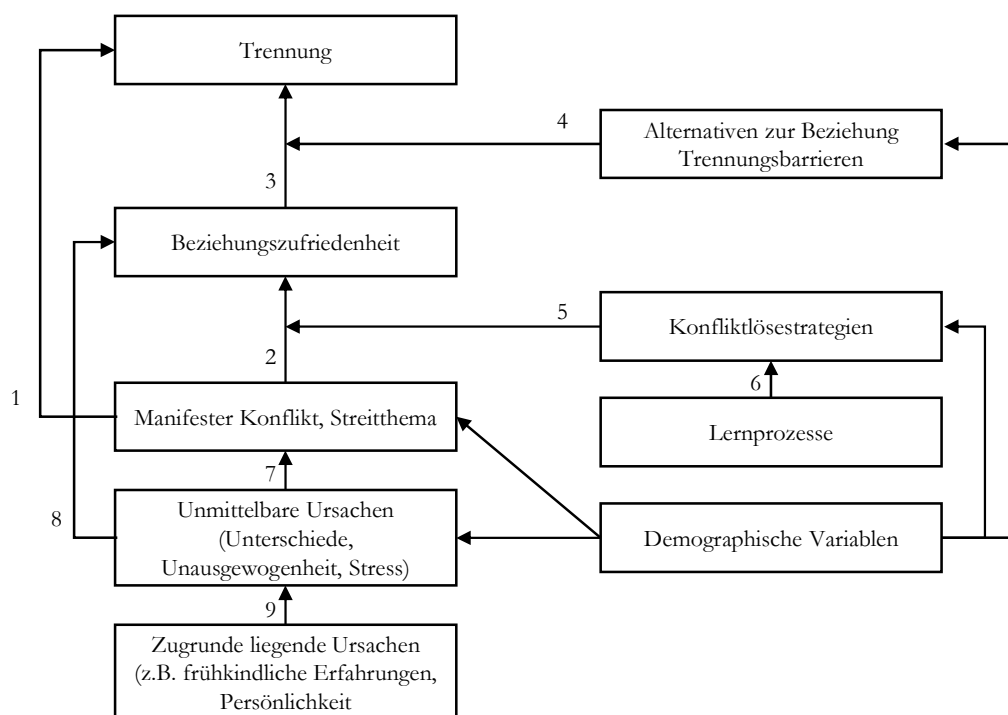 Trennung
4
Alternativen zur Beziehung
Trennungsbarrieren
3
Beziehungszufriedenheit
5
Konfliktlösestrategien
2
6
1
Manifester Konflikt, Streitthema
Lernprozesse
7
8
Unmittelbare Ursachen
(Unterschiede,
Unausgewogenheit, Stress)
Demographische Variablen
9
Zugrunde liegende Ursachen
(z.B. frühkindliche Erfahrungen,
Persönlichkeit